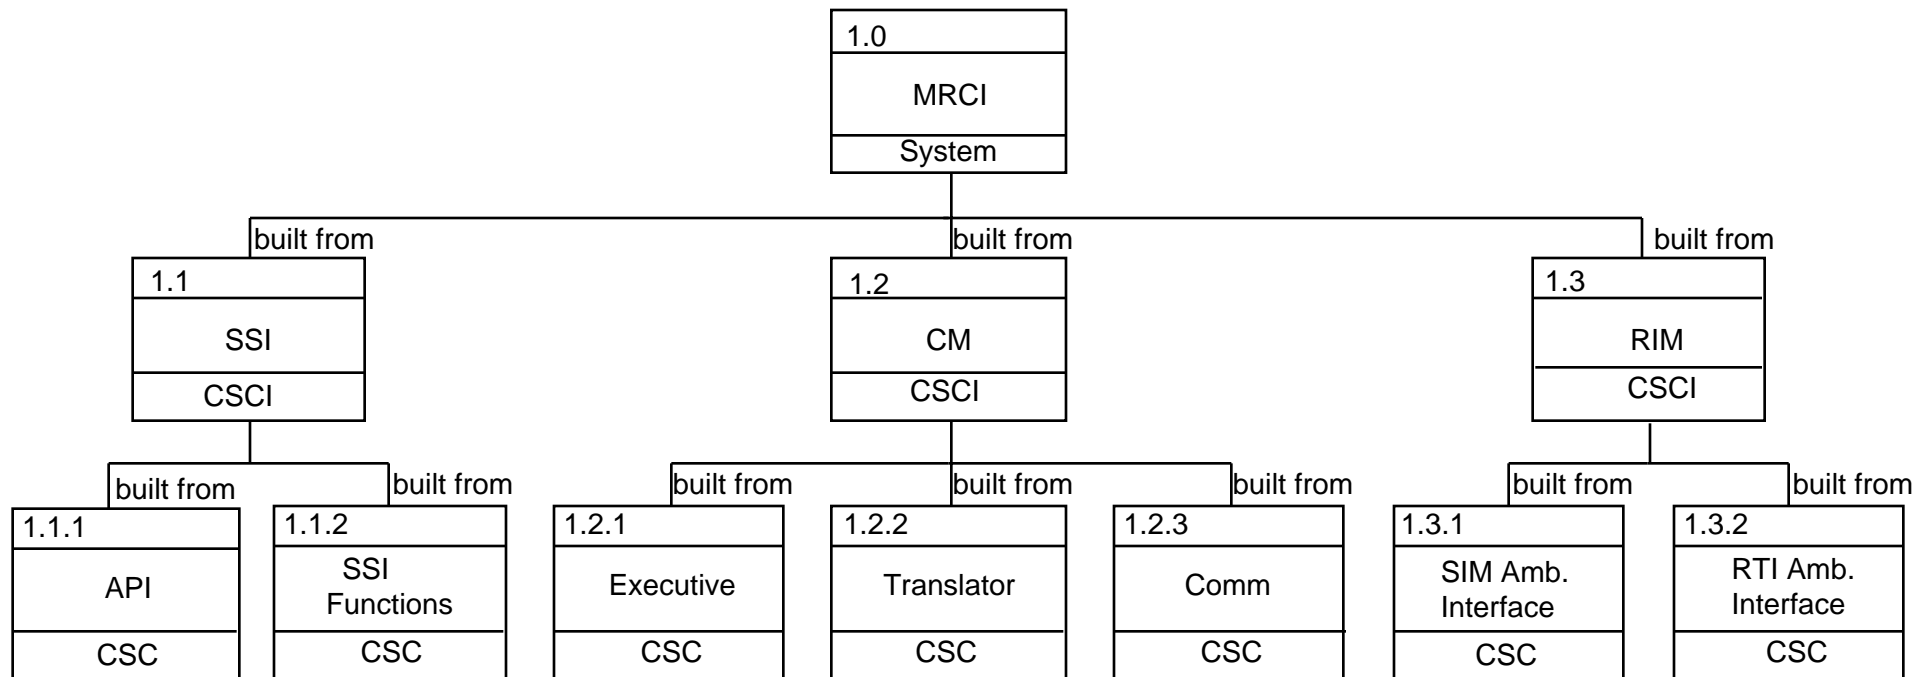 1.0
MRCI
System
built from
built from
built from
1.1
SSI
CSCI
1.2
CM
CSCI
1.3
RIM
CSCI
built from
built from
built from
built from
built from
built from
built from
1.1.1
API
CSC
1.1.2
SSI
Functions
CSC
1.2.1
Executive
CSC
1.2.2
Translator
CSC
1.2.3
Comm
CSC
1.3.1
SIM Amb.
Interface
CSC
1.3.2
RTI Amb.
Interface
CSC